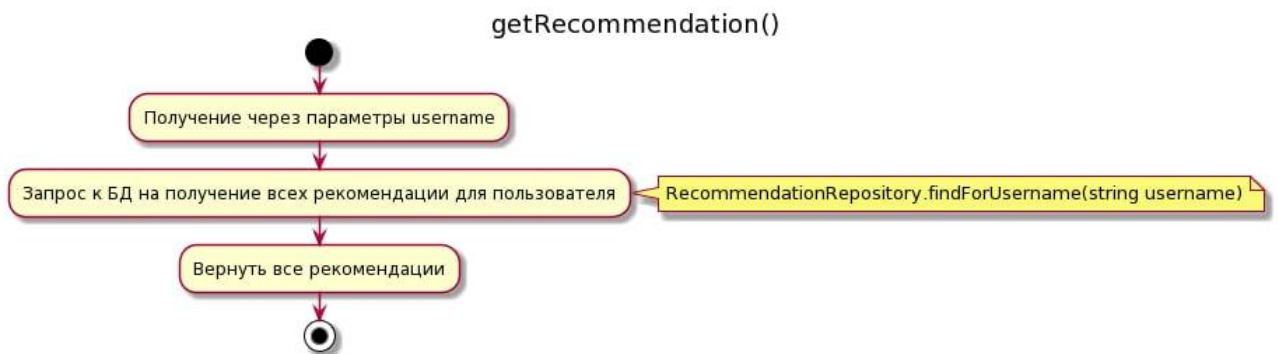 getRecommendation()
Получение через параметры username
Запрос к БД на получение всех рекомендации для пользователя
RecommendationRepository.findForUsername(string username)
Вернуть все рекомендации